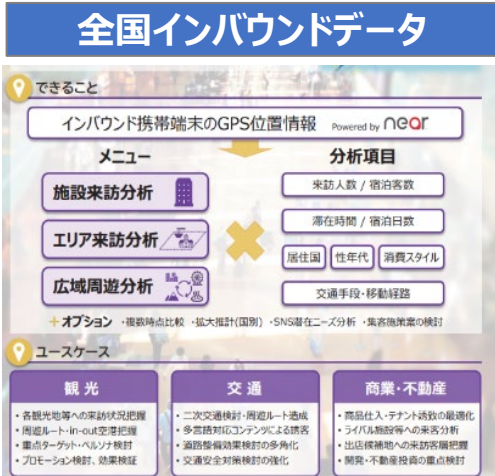 全国インバウンドデータ
できること
インバウンド携帯端末のGPS位置情報 Powered by near
メニュー
施設来訪分析
エリア来訪分析
広域周遊分析
分析項目
来訪人数 / 宿泊客数
滞在時間 / 宿泊日数
居住国 性年代 消費スタイル
交通手段・移動経路
+オプション ・複数時点比較 ・拡大推計(国別) ・SNS潜在ニーズ分析 ・集客施策案の検討
ユースケース
観光
・各観光地等への来訪状況把握
・周遊ルート・in-out空港把握
・重点ターゲット・ペルソナ検討
・プロモーション検討、効果検証
交通
・二次交通検討・周遊ルート造成
・多言語対応コンテンツによる誘客
・道路整備効果検討の多角化
・交通安全対策検討の強化
商業・不動産
・商品仕入・テナント誘致の最適化
・ライバル施設等への来客分析
・出店候補地への来訪客層把握
・開発・不動産投資の重点検討